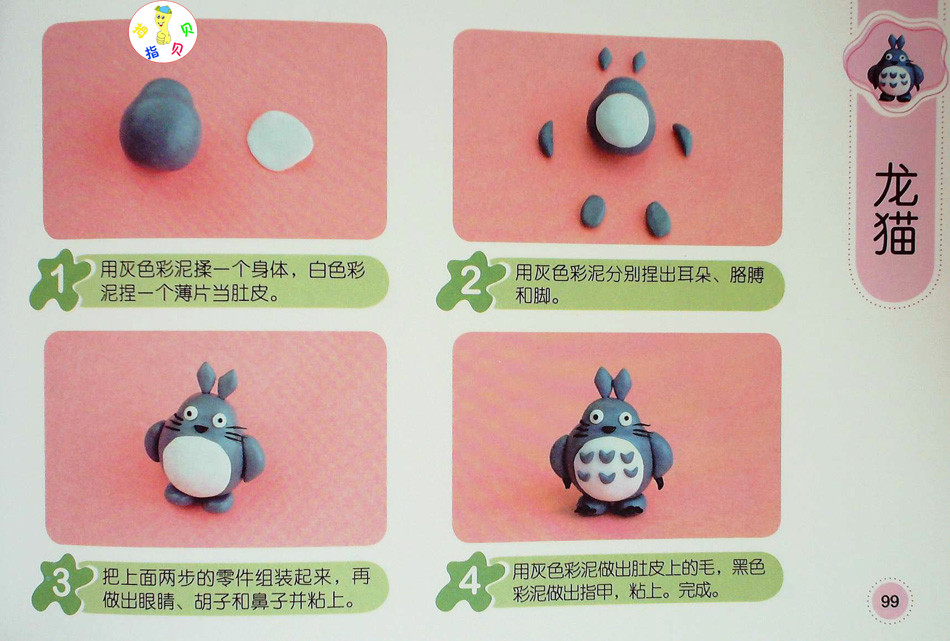 指贝贝
龙猫
1
用灰色彩泥揉一个身体，白色彩
泥捏一个薄片当肚皮。
2
用灰色彩泥分别捏出耳朵、胳膊
和脚。
3
把上面两步的零件组装起来，再
做出眼睛、胡子和鼻子并粘上。
4
用灰色彩泥做出肚皮上的毛，黑色
彩泥做出指甲，粘上。完成。
99